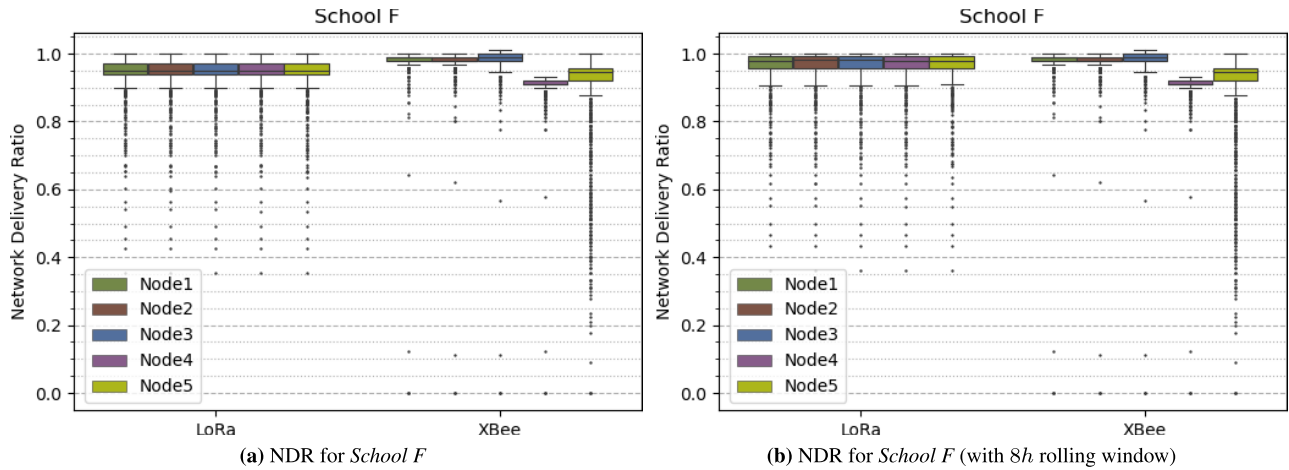 School F
Network Delivery Ratio
1.0
0.8
0.6
0.4
0.2
0.0
Node1
Node2
Node3
Node4
Node5
LoRa
XBee
(a) NDR for School F
School F
Network Delivery Ratio
1.0
0.8
0.6
0.4
0.2
0.0
Node1
Node2
Node3
Node4
Node5
LoRa
XBee
(b) NDR for School F (with 8h rolling window)